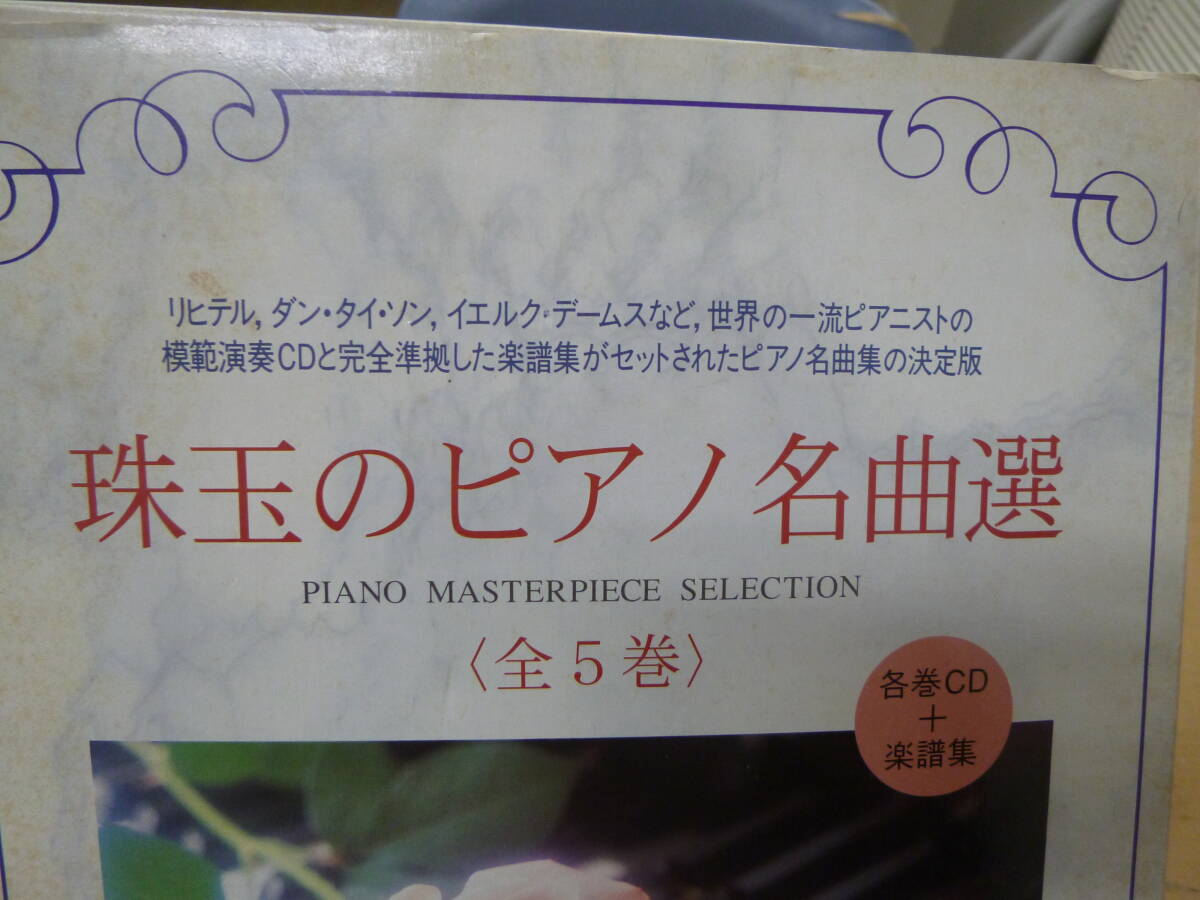 リヒテル, ダン・タイ・ソン, イエルク・デームスなど, 世界の一流ピアニストの
模範演奏CDと完全準拠した楽譜集がセットされたピアノ名曲集の決定版
珠玉のピアノ名曲選
PIANO MASTERPIECE SELECTION
〈全5巻〉
各巻CD
＋
楽譜集